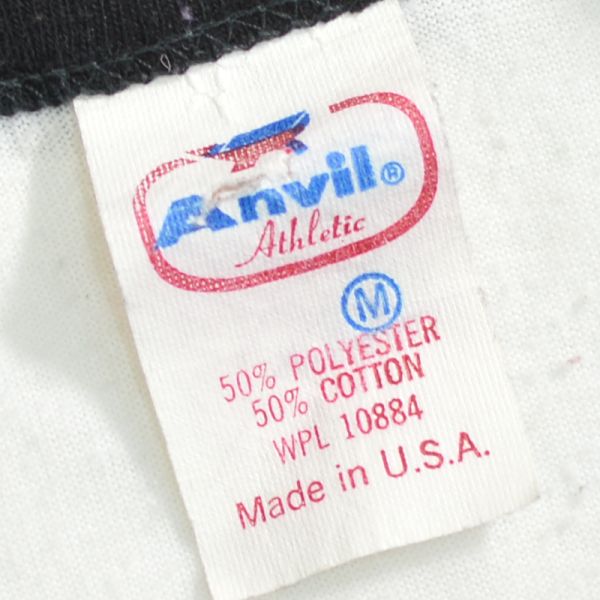 Anvil®
Athletic
M
50% POLYESTER
50% COTTON
WPL 10884
Made in U.S.A.